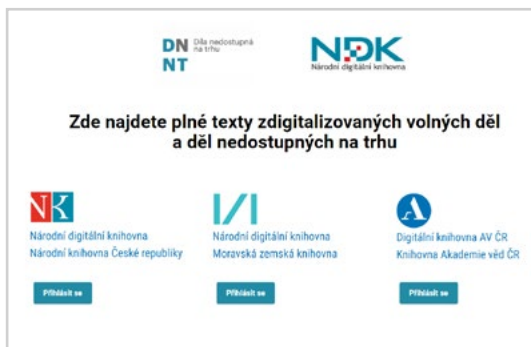 DN NT
Díla nedostupná
na trhu
NDK
Národní digitální knihovna
Zde najdete plné texty zdigitalizovaných volných děl
a děl nedostupných na trhu
NK
Národní digitální knihovna
Národní knihovna České republiky
Přihlásit se
Národní digitální knihovna
Moravská zemská knihovna
Přihlásit se
A
Digitální knihovna AV ČR
Knihovna Akademie věd ČR
Přihlásit se